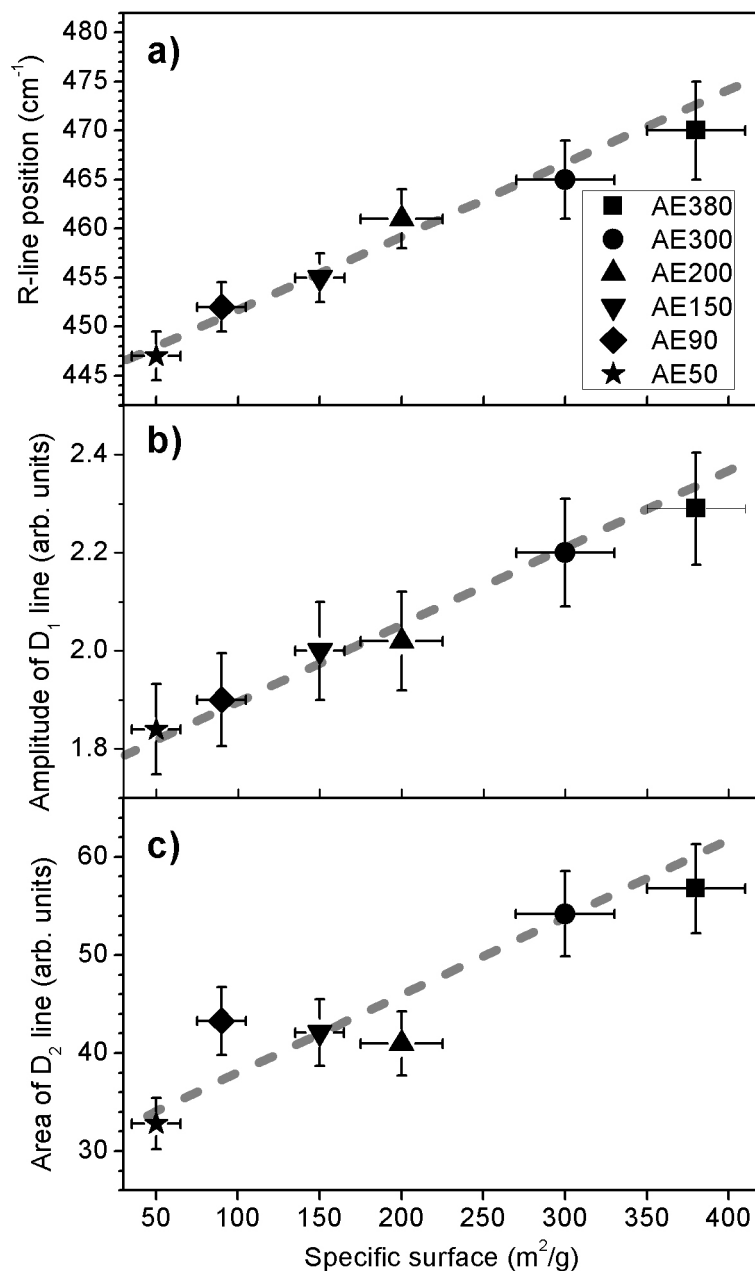 a)
R-line position (cm⁻¹)
480
475
470
465
460
455
450
445
AE380
AE300
AE200
AE150
AE90
AE50
b)
Amplitude of D₁ line (arb. units)
2.4
2.2
2.0
1.8
c)
Area of D₂ line (arb. units)
60
50
40
30
50 100 150 200 250 300 350 400
Specific surface (m²/g)